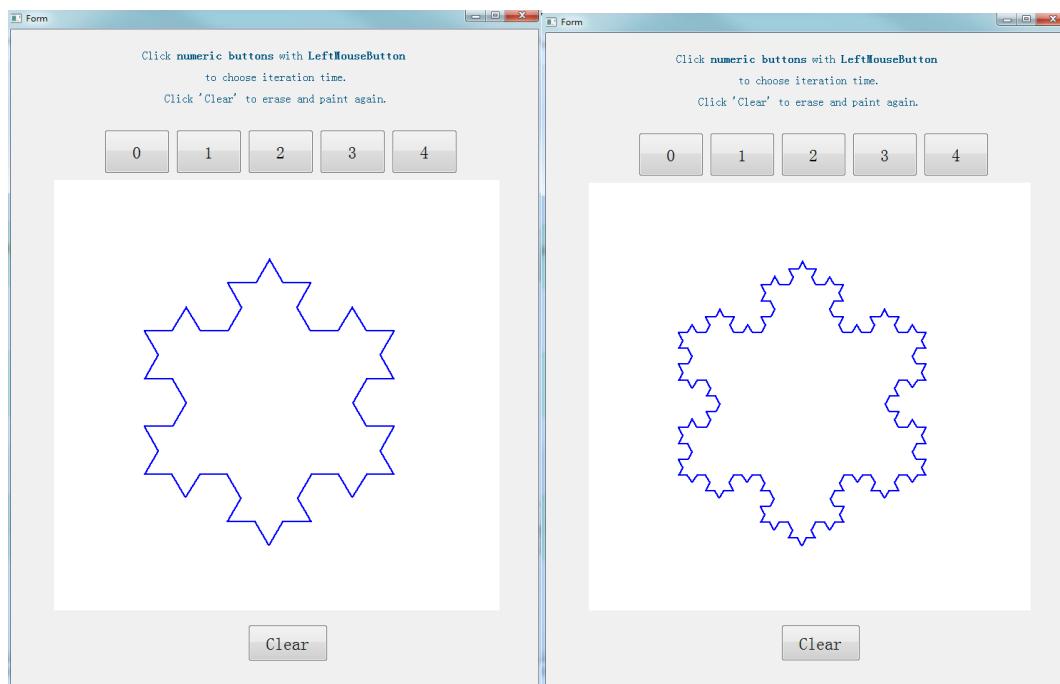 Form
Click numeric buttons with LeftMouseButton
to choose iteration time.
Click 'Clear' to erase and paint again.
0 1 2 3 4
Clear
Form
Click numeric buttons with LeftMouseButton
to choose iteration time.
Click 'Clear' to erase and paint again.
0 1 2 3 4
Clear